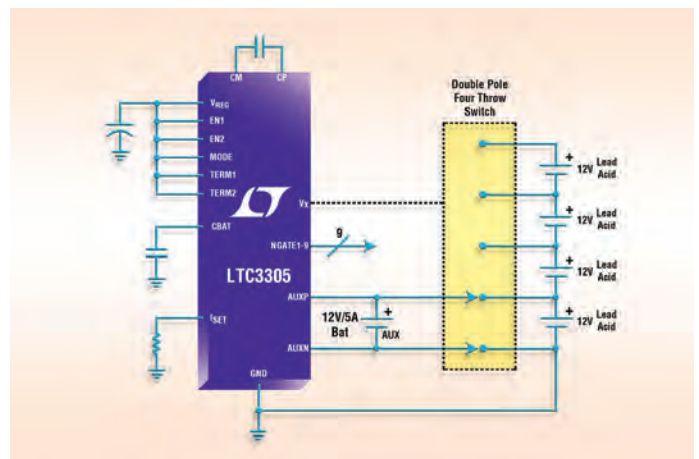 CM
CP
Double Pole
Four Throw
Switch
VREG
EN1
EN2
MODE
TERM1
TERM2
CBAT
ISET
Vx
NGATE1-9
9
LTC3305
AUXP
AUXN
GND
12V/5A
Bat
+
AUX
+
12V Lead
Acid
+
12V Lead
Acid
+
12V Lead
Acid
+
12V Lead
Acid